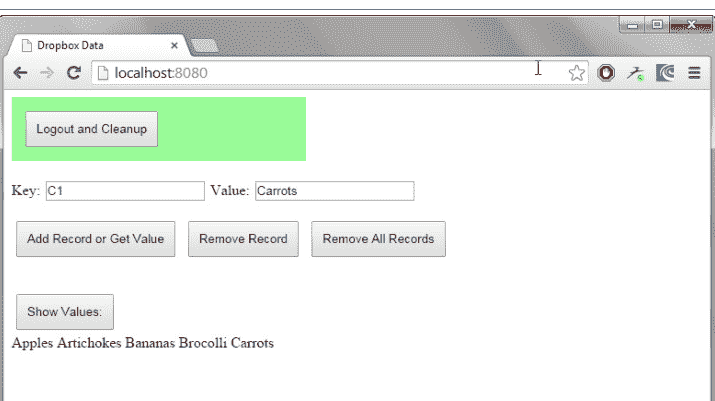 Dropbox Data
localhost:8080
Logout and Cleanup
Key: C1 Value: Carrots
Add Record or Get Value Remove Record Remove All Records
Show Values:
Apples Artichokes Bananas Brocolli Carrots